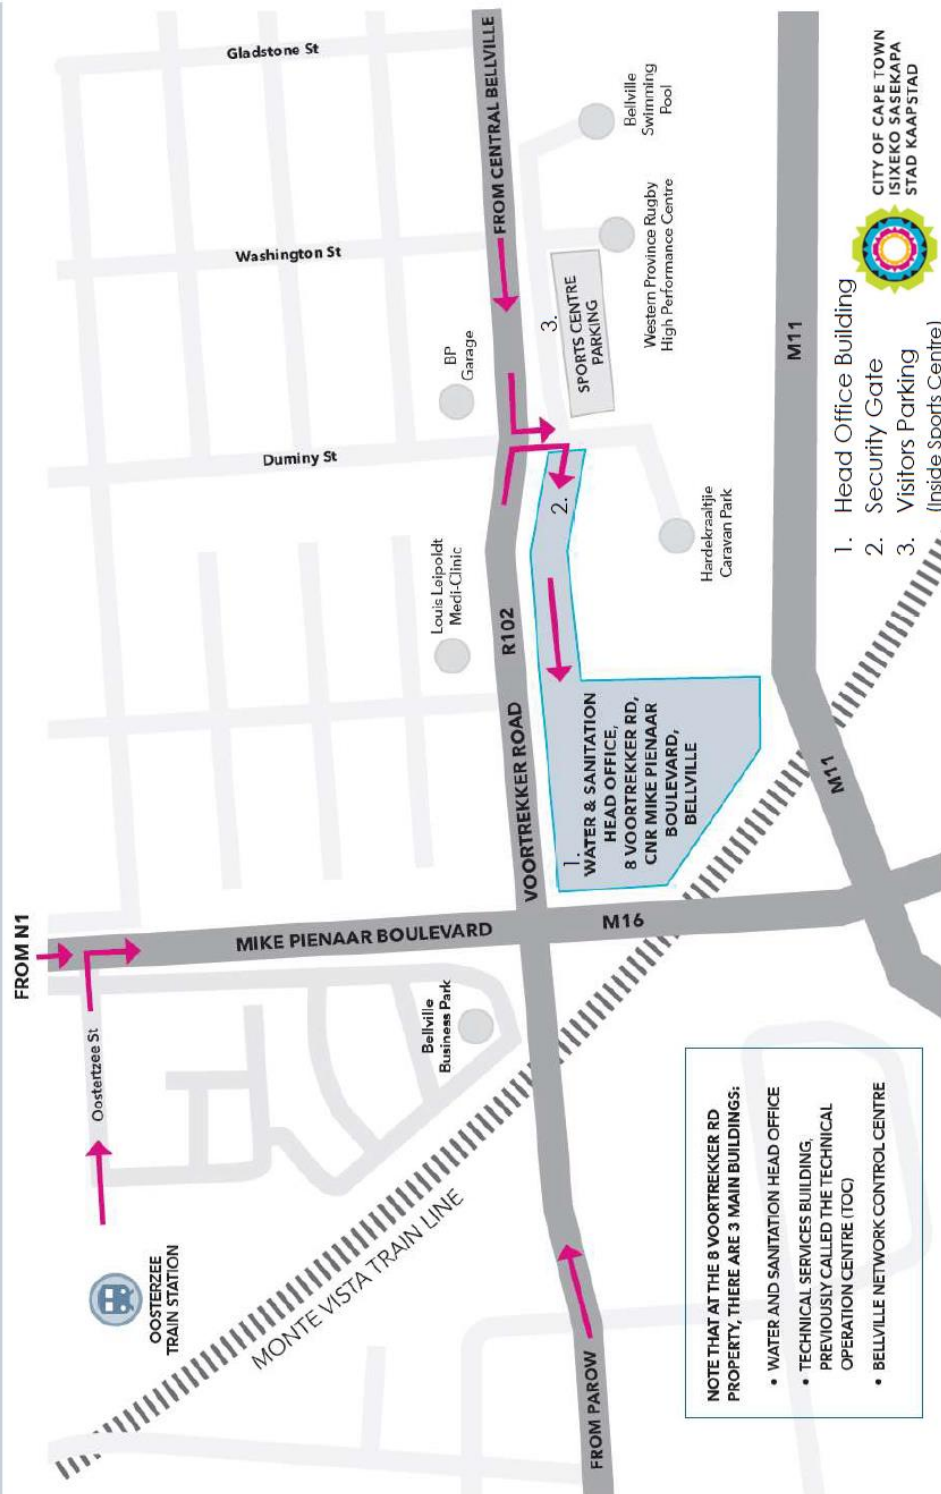 FROM N1
OOSTERZEE
TRAIN STATION
Oostertzee St
Gladstone St
Washington St
Duminy St
MONTE VISTA TRAIN LINE
MIKE PIENAAR BOULEVARD
Bellville
Business Park
Louis Leipoldt
Medi-Clinic
BP
Garage
FROM PAROW
VOORTREKKER ROAD
R102
FROM CENTRAL BELLVILLE
M16
1.
WATER & SANITATION
HEAD OFFICE,
8 VOORTREKKER RD,
CNR MIKE PIENAAR
BOULEVARD,
BELLVILLE
2.
3.
SPORTS CENTRE
PARKING
Bellville
Swimming
Pool
Western Province Rugby
High Performance Centre
Hardekraaltjie
Caravan Park
M11
M11
NOTE THAT AT THE 8 VOORTREKKER RD
PROPERTY, THERE ARE 3 MAIN BUILDINGS:
• WATER AND SANITATION HEAD OFFICE
• TECHNICAL SERVICES BUILDING,
PREVIOUSLY CALLED THE TECHNICAL
OPERATION CENTRE (TOC)
• BELLVILLE NETWORK CONTROL CENTRE
1. Head Office Building
2. Security Gate
3. Visitors Parking
(Inside Sports Centre)
CITY OF CAPE TOWN
ISIXEKO SASEKAPA
STAD KAAPSTAD